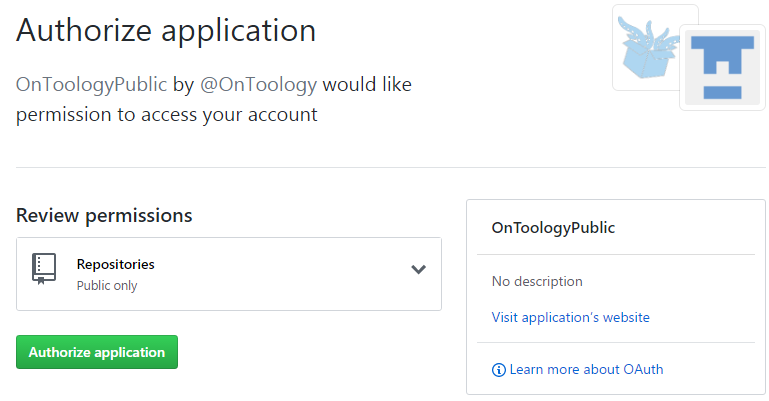 Authorize application
OnToologyPublic by @OnToology would like
permission to access your account
Review permissions
Repositories
Public only
Authorize application
OnToologyPublic
No description
Visit application's website
Learn more about OAuth